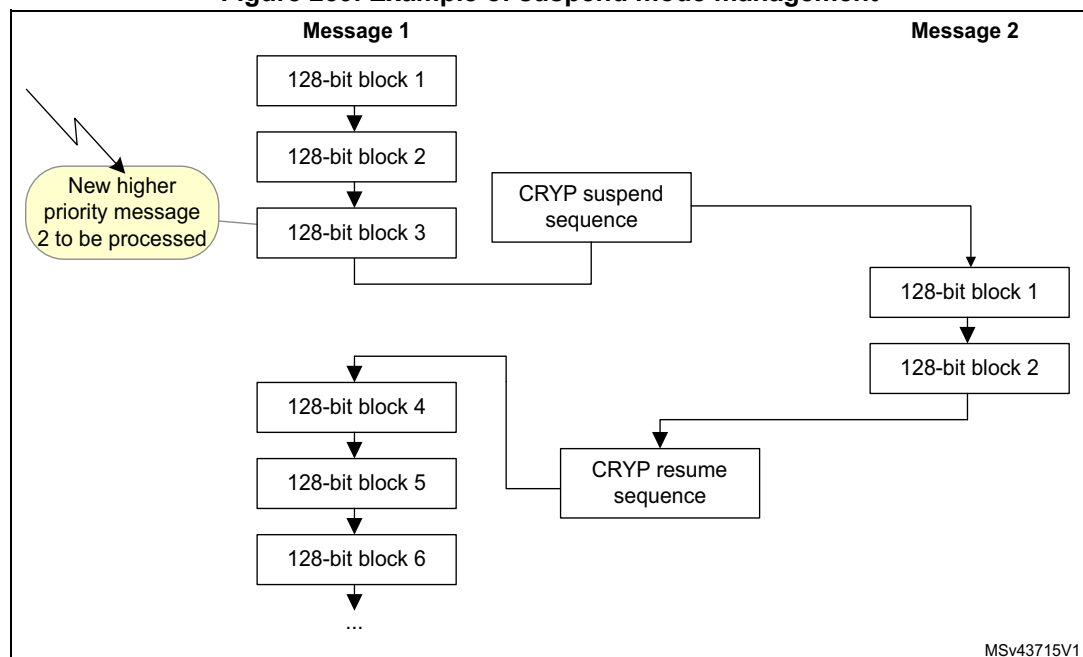 Message 1
Message 2
128-bit block 1
128-bit block 2
New higher
priority message
2 to be processed
128-bit block 3
CRYP suspend
sequence
128-bit block 1
128-bit block 2
CRYP resume
sequence
128-bit block 4
128-bit block 5
128-bit block 6
...
MSv43715V1